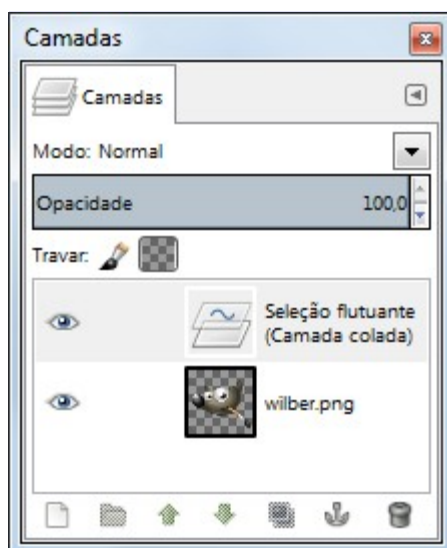 Camadas
Camadas
Modo: Normal
Opacidade 100,0
Travar:
Seleção flutuante
(Camada colada)
wilber.png